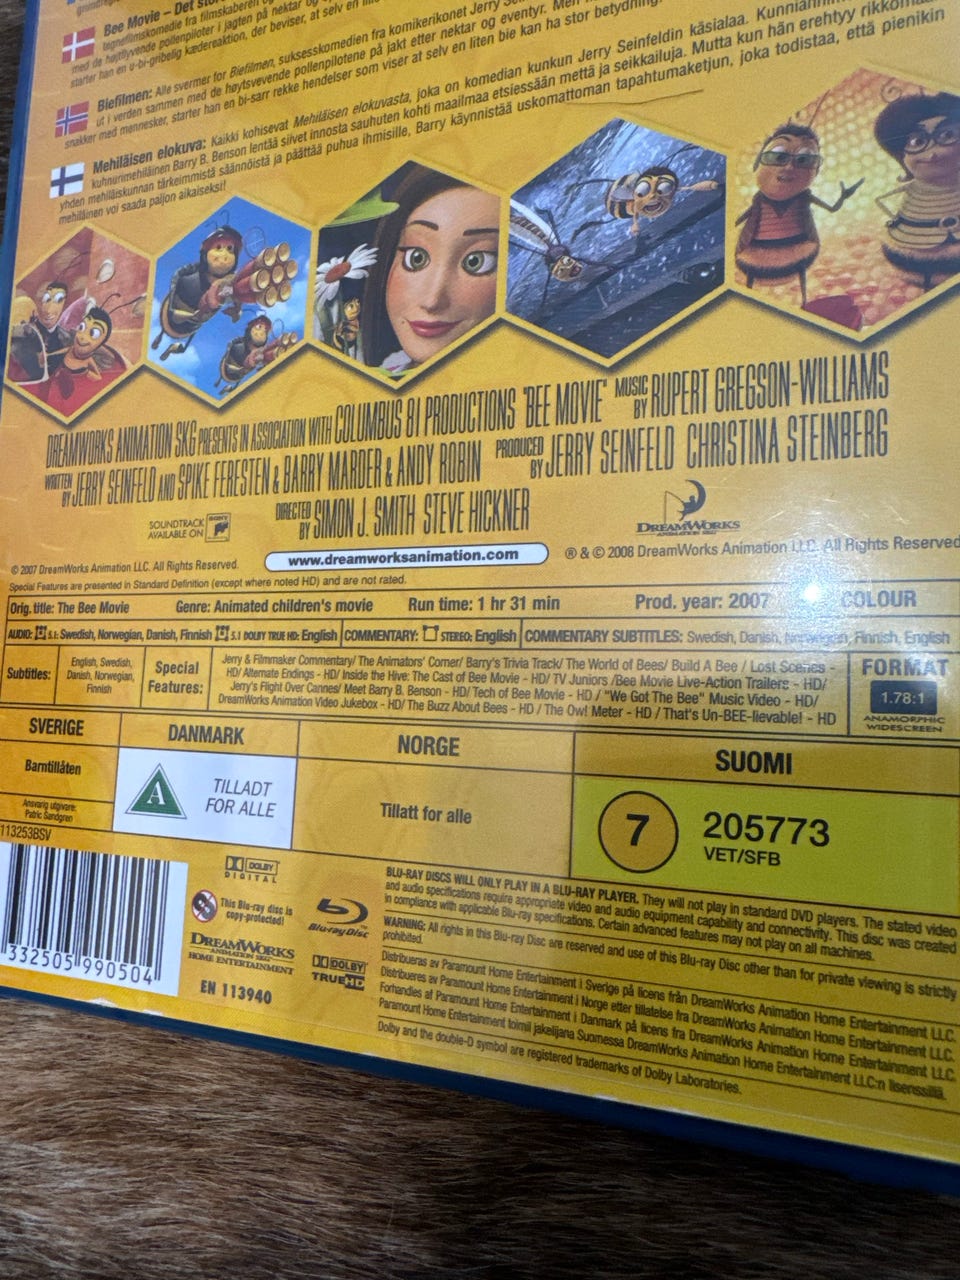 Bee Movie – Det
tegnefilmskomedie fra filmskaberen
med de højtflyvende pollenpiloter i jagten på nektar og
starter han en u-bi-gribelig kædereaktion, der beviser, at selv en
Biefilmen: Alle svermer for Biefilmen, suksesskomedien fra komikerikonet Jerry
ut i verden sammen med de høytsvevende pollenpilotene på jakt etter nektar og eventyr. Men
snakker med mennesker, starter han en bi-sarr rekke hendelser som viser at selv en liten bie kan ha stor betydning.
Mehiläisen elokuva: Kaikki kohisevat Mehiläisen elokuvasta, joka on komedian kunkun Jerry Seinfeldin käsialaa.
kuhnurimehiläinen Barry B. Benson lentää siivet innosta sauhuten kohti maailmaa etsiessään mettä ja seikkailuja. Mutta kun hän erehtyy
yhden mehiläiskunnan tärkeimmistä säännöistä ja päättää puhua ihmisille, Barry käynnistää uskomattoman tapahtumaketjun, joka todistaa, että pienikin
mehiläinen voi saada paljon aikaiseksi!
DREAMWORKS ANIMATION SKG PRESENTS IN ASSOCIATION WITH COLUMBUS 81 PRODUCTIONS "BEE MOVIE" MUSIC BY RUPERT GREGSON-WILLIAMS
WRITTEN BY JERRY SEINFELD AND SPIKE FERESTEN & BARRY MARDER & ANDY ROBIN PRODUCED BY JERRY SEINFELD CHRISTINA STEINBERG
DIRECTED BY SIMON J. SMITH STEVE HICKNER
SOUNDTRACK
AVAILABLE ON
SONY
DREAMWORKS
ANIMATION SKG
www.dreamworksanimation.com
© 2007 DreamWorks Animation LLC. All Rights Reserved.
® & © 2008 DreamWorks Animation LLC. All Rights Reserved
Special Features are presented in Standard Definition (except where noted HD) and are not rated.
Orig. title: The Bee Movie Genre: Animated children's movie Run time: 1 hr 31 min Prod. year: 2007 COLOUR
AUDIO: 5.1: Swedish, Norwegian, Danish, Finnish 5.1 DOLBY TRUE HD: English COMMENTARY: STEREO: English COMMENTARY SUBTITLES: Swedish, Danish, Norwegian, Finnish, English
Subtitles:
English, Swedish,
Danish, Norwegian,
Finnish
Special
Features:
Jerry & Filmmaker Commentary/ The Animators' Corner/ Barry's Trivia Track/ The World of Bees/ Build A Bee / Lost Scenes -
HD/ Alternate Endings - HD/ Inside the Hive: The Cast of Bee Movie - HD/ TV Juniors /Bee Movie Live-Action Trailers - HD/
Jerry's Flight Over Cannes/ Meet Barry B. Benson - HD/ Tech of Bee Movie - HD / "We Got The Bee" Music Video - HD/
DreamWorks Animation Video Jukebox - HD/ The Buzz About Bees - HD / The Ow! Meter - HD / That's Un-BEE-lievable! - HD
FORMAT
1.78:1
ANAMORPHIC
WIDESCREEN
SVERIGE
Barntillåten
Ansvarig utgivare:
Patric Sandgren
DANMARK
A
TILLADT
FOR ALLE
NORGE
Tillatt for alle
SUOMI
7
205773
VET/SFB
113253BSV
332505 990504
DOLBY
DIGITAL
This Blu-ray disc is
copy-protected!
DREAMWORKS
ANIMATION SKG
HOME ENTERTAINMENT
EN 113940
Blu-ray Disc
DOLBY
TRUEHD
BLU-RAY DISCS WILL ONLY PLAY IN A BLU-RAY PLAYER. They will not play in standard DVD players. The stated video
and audio specifications require appropriate video and audio equipment capability and connectivity. This disc was created
in compliance with applicable Blu-ray specifications. Certain advanced features may not play on all machines.
WARNING: All rights in this Blu-ray Disc are reserved and use of this Blu-ray Disc other than for private viewing is strictly
prohibited.
Distribueras av Paramount Home Entertainment i Sverige på licens från DreamWorks Animation Home Entertainment LLC.
Distribueres av Paramount Home Entertainment i Norge etter tillatelse fra DreamWorks Animation Home Entertainment LLC.
Forhandles af Paramount Home Entertainment i Danmark på licens fra DreamWorks Animation Home Entertainment LLC.
Paramount Home Entertainment toimii jakelijana Suomessa DreamWorks Animation Home Entertainment LLC:n lisenssillä.
Dolby and the double-D symbol are registered trademarks of Dolby Laboratories.